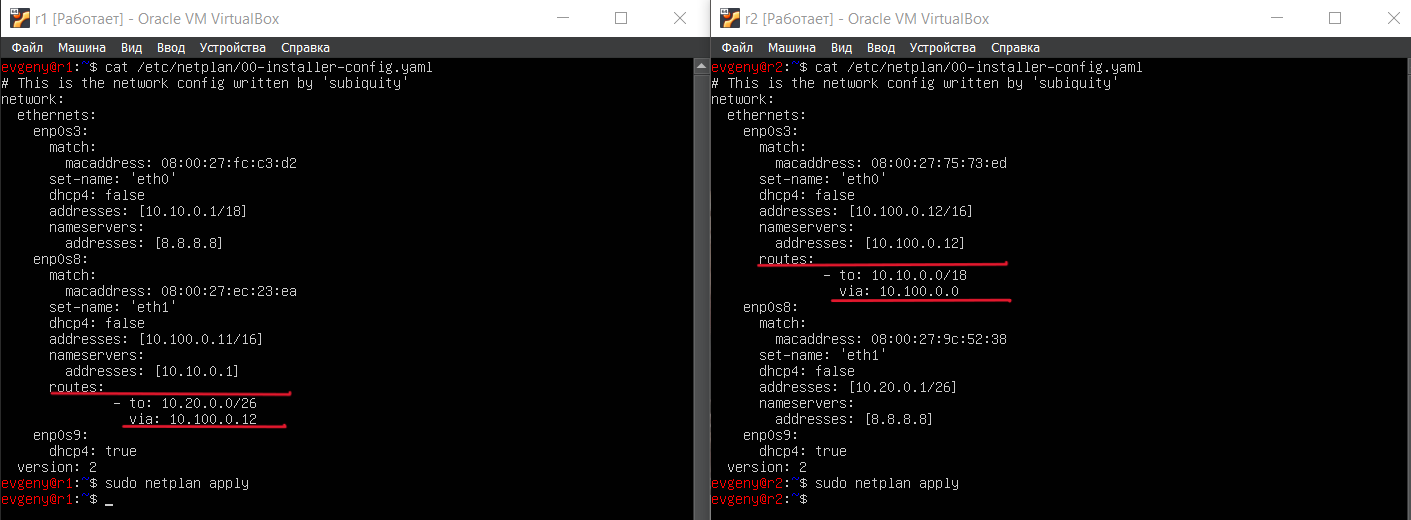 r1 [Работает] - Oracle VM VirtualBox
Файл Машина Вид Ввод Устройства Справка
evgeny@r1:~$ cat /etc/netplan/00-installer-config.yaml
# This is the network config written by 'subiquity'
network:
  ethernets:
    enp0s3:
      match:
        macaddress: 08:00:27:fc:c3:d2
      set-name: 'eth0'
      dhcp4: false
      addresses: [10.10.0.1/18]
      nameservers:
        addresses: [8.8.8.8]
    enp0s8:
      match:
        macaddress: 08:00:27:ec:23:ea
      set-name: 'eth1'
      dhcp4: false
      addresses: [10.100.0.11/16]
      nameservers:
        addresses: [10.10.0.1]
      routes:
              - to: 10.20.0.0/26
                via: 10.100.0.12
    enp0s9:
      dhcp4: true
  version: 2
evgeny@r1:~$ sudo netplan apply
evgeny@r1:~$ _
r2 [Работает] - Oracle VM VirtualBox
Файл Машина Вид Ввод Устройства Справка
evgeny@r2:~$ cat /etc/netplan/00-installer-config.yaml
# This is the network config written by 'subiquity'
network:
  ethernets:
    enp0s3:
      match:
        macaddress: 08:00:27:75:73:ed
      set-name: 'eth0'
      dhcp4: false
      addresses: [10.100.0.12/16]
      nameservers:
        addresses: [10.100.0.12]
      routes:
              - to: 10.10.0.0/18
                via: 10.100.0.0
    enp0s8:
      match:
        macaddress: 08:00:27:9c:52:38
      set-name: 'eth1'
      dhcp4: false
      addresses: [10.20.0.1/26]
      nameservers:
        addresses: [8.8.8.8]
    enp0s9:
      dhcp4: true
  version: 2
evgeny@r2:~$ sudo netplan apply
evgeny@r2:~$